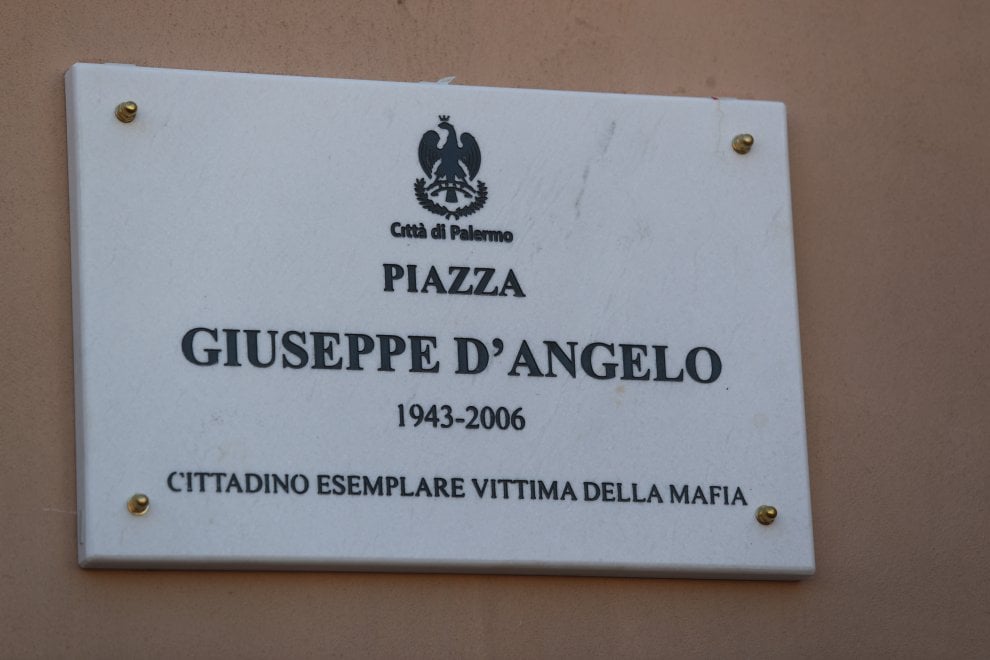 Città di Palermo
PIAZZA
GIUSEPPE D'ANGELO
1943-2006
CITTADINO ESEMPLARE VITTIMA DELLA MAFIA